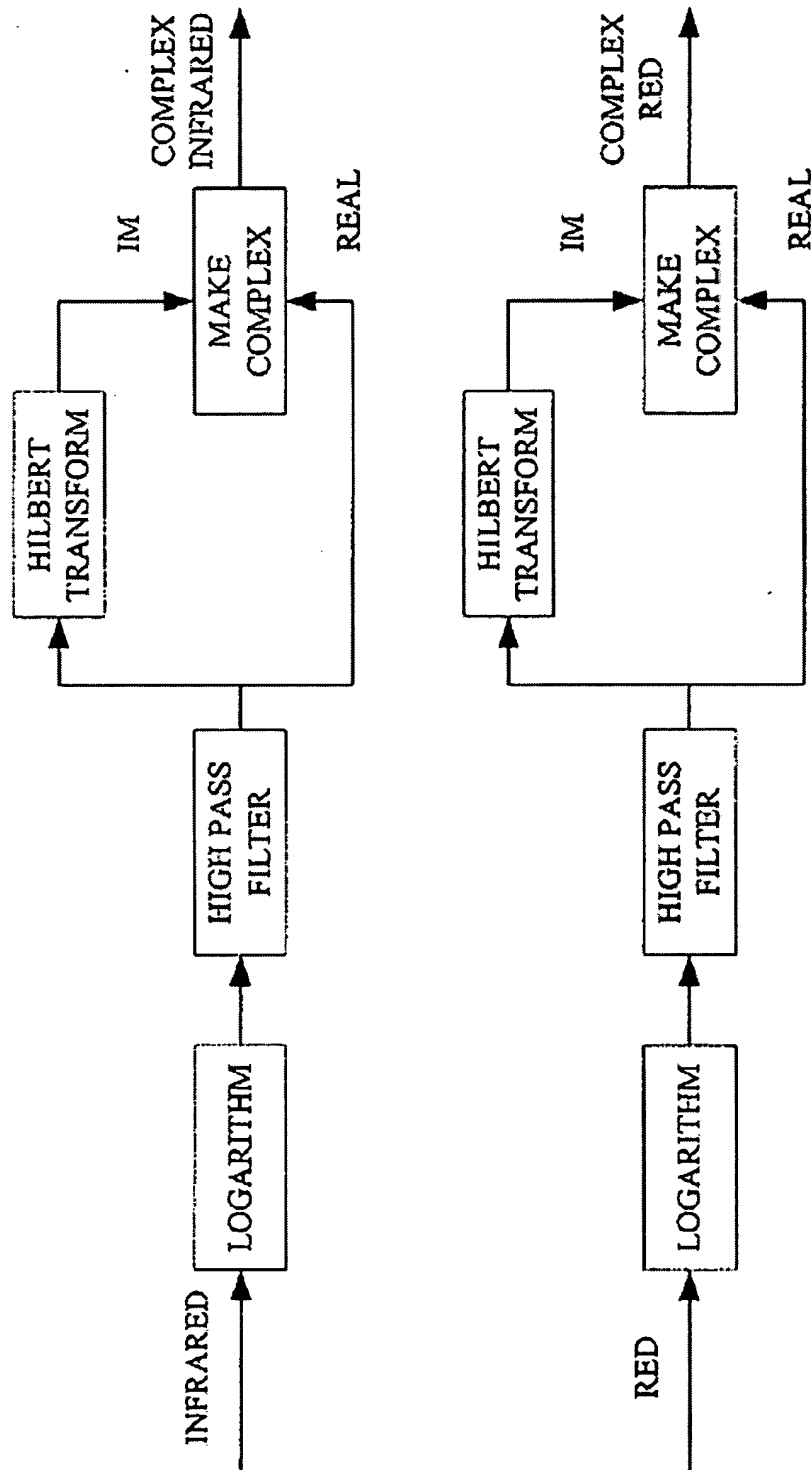 INFRARED
LOGARITHM
HIGH PASS
FILTER
HILBERT
TRANSFORM
IM
MAKE
COMPLEX
REAL
COMPLEX
INFRARED
RED
LOGARITHM
HIGH PASS
FILTER
HILBERT
TRANSFORM
IM
MAKE
COMPLEX
REAL
COMPLEX
RED